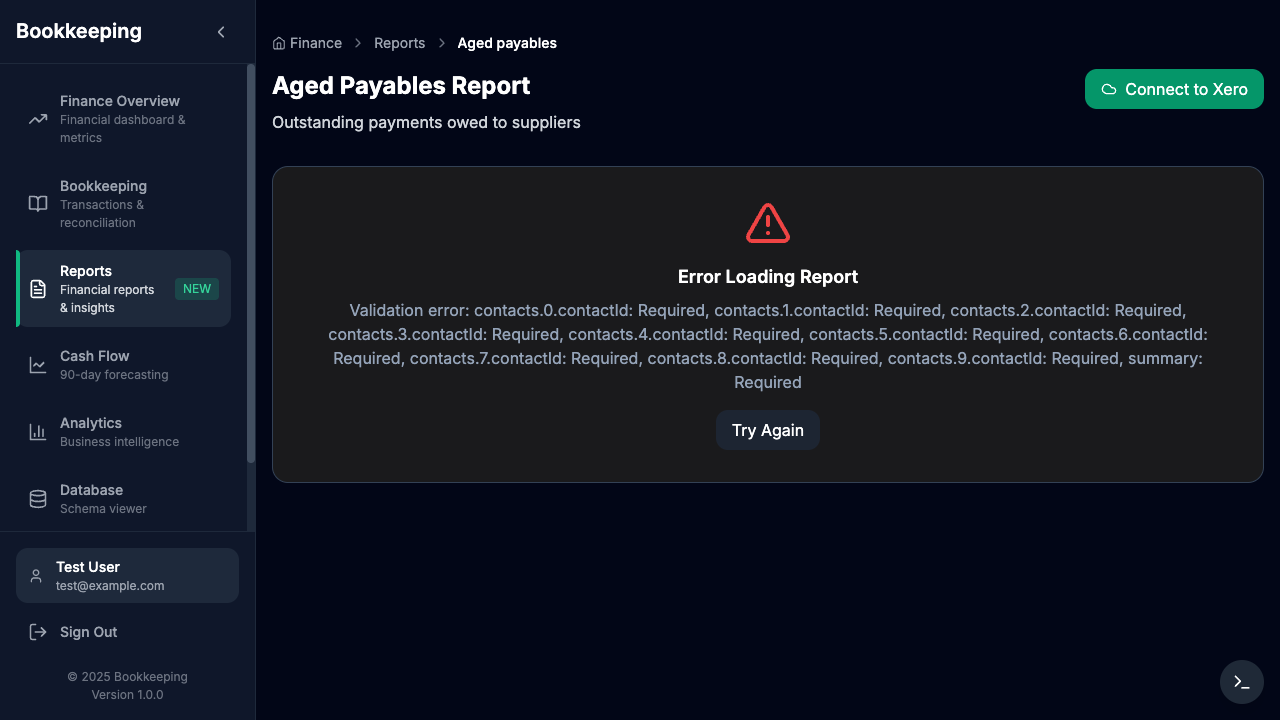 Bookkeeping
Finance Overview
Financial dashboard &
metrics
Bookkeeping
Transactions &
reconciliation
Reports
Financial reports
& insights
NEW
Cash Flow
90-day forecasting
Analytics
Business intelligence
Database
Schema viewer
Test User
test@example.com
Sign Out
© 2025 Bookkeeping
Version 1.0.0
Finance
Reports
Aged payables
Aged Payables Report
Outstanding payments owed to suppliers
Connect to Xero
Error Loading Report
Validation error: contacts.0.contactId: Required, contacts.1.contactId: Required, contacts.2.contactId: Required,
contacts.3.contactId: Required, contacts.4.contactId: Required, contacts.5.contactId: Required, contacts.6.contactId:
Required, contacts.7.contactId: Required, contacts.8.contactId: Required, contacts.9.contactId: Required, summary:
Required
Try Again